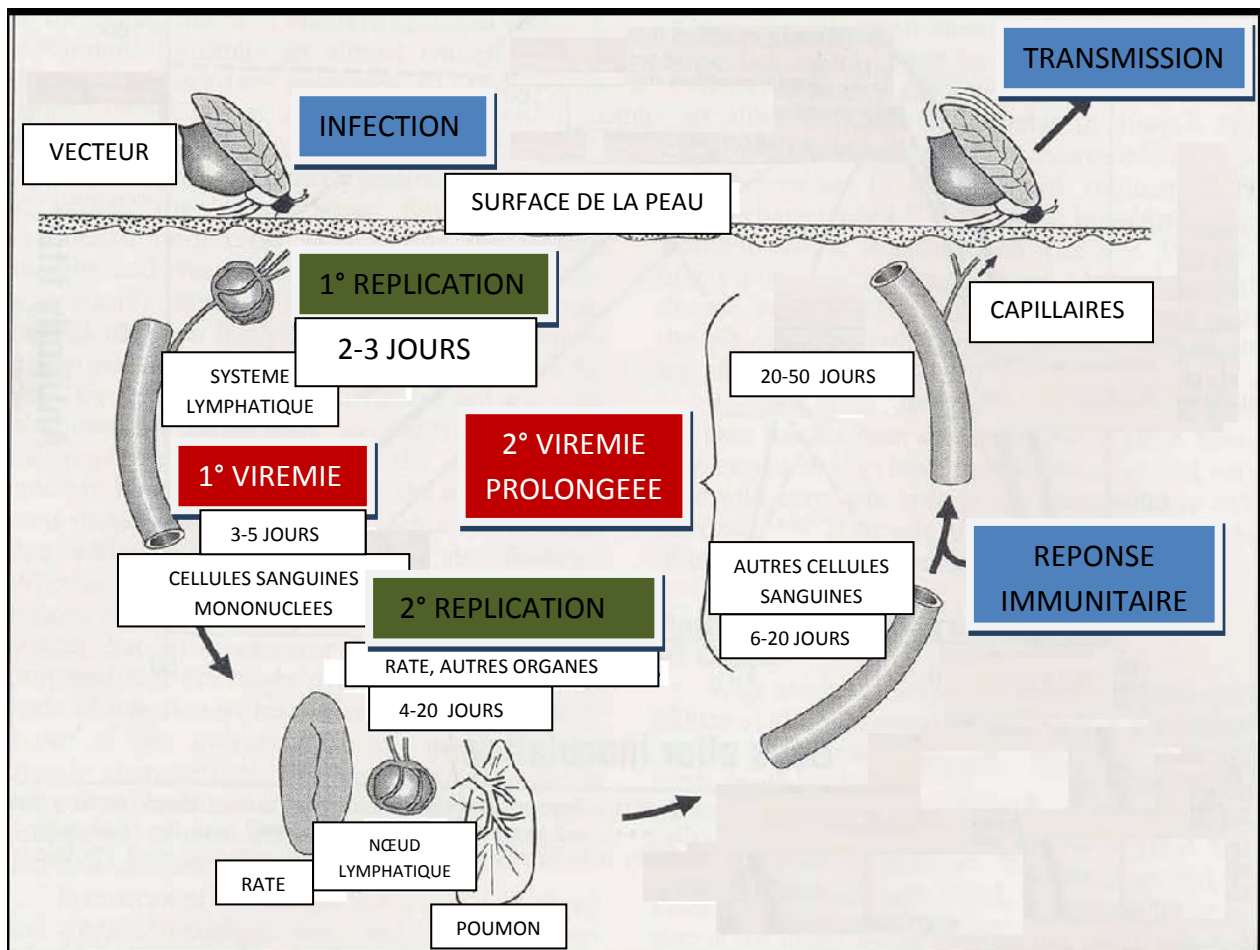 TRANSMISSION
INFECTION
VECTEUR
SURFACE DE LA PEAU
1° REPLICATION
2-3 JOURS
CAPILLAIRES
SYSTEME
LYMPHATIQUE
20-50 JOURS
1° VIREMIE
2° VIREMIE
PROLONGEEE
3-5 JOURS
CELLULES SANGUINES
MONONUCLEES
AUTRES CELLULES
SANGUINES
6-20 JOURS
REPONSE
IMMUNITAIRE
2° REPLICATION
RATE, AUTRES ORGANES
4-20 JOURS
NŒUD
LYMPHATIQUE
RATE
POUMON